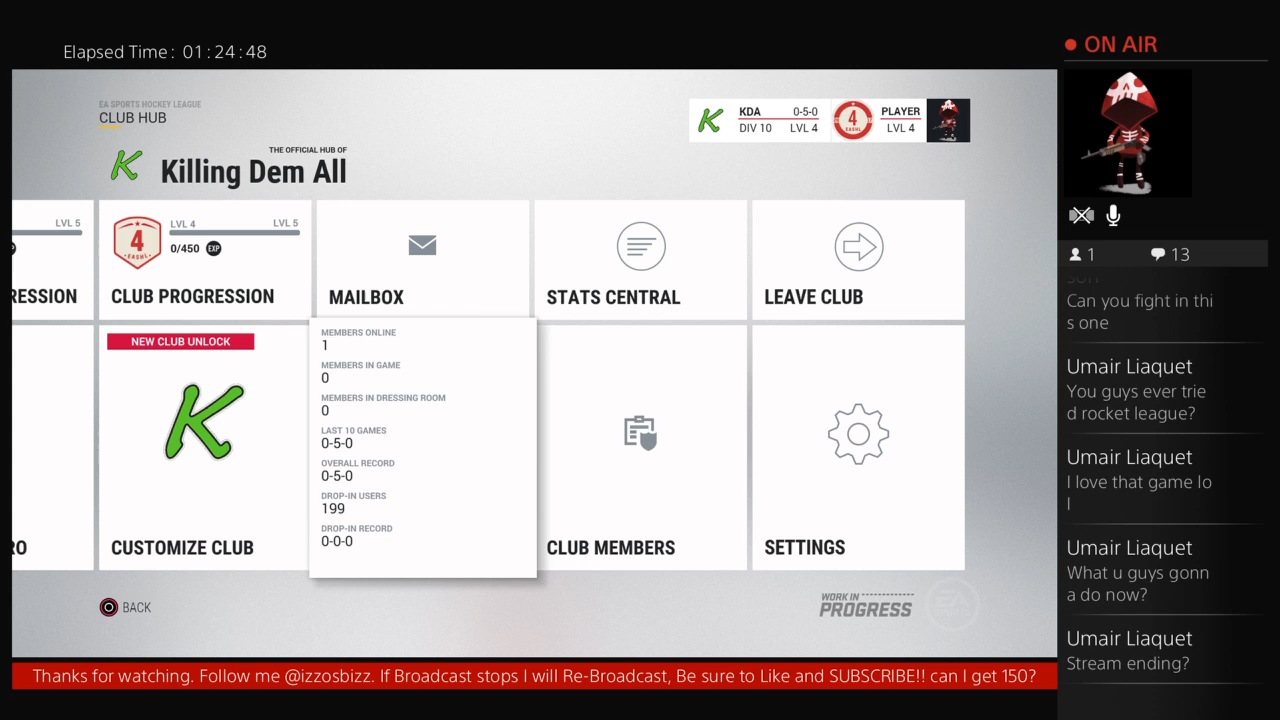 Elapsed Time: 01:24:48
ON AIR
EA SPORTS HOCKEY LEAGUE
CLUB HUB
THE OFFICIAL HUB OF
Killing Dem All
KDA 0-5-0
DIV 10 LVL 4
4
EASHL
PLAYER
LVL 4
LVL 5
RESSION
4
EASHL
LVL 4 LVL 5
0/450 EXP
CLUB PROGRESSION
MAILBOX
STATS CENTRAL
LEAVE CLUB
RO
NEW CLUB UNLOCK
K
CUSTOMIZE CLUB
MEMBERS ONLINE
1
MEMBERS IN GAME
0
MEMBERS IN DRESSING ROOM
0
LAST 10 GAMES
0-5-0
OVERALL RECORD
0-5-0
DROP-IN USERS
199
DROP-IN RECORD
0-0-0
CLUB MEMBERS
SETTINGS
BACK
WORK IN
PROGRESS
EA
1 13
Can you fight in thi
s one
Umair Liaquet
You guys ever trie
d rocket league?
Umair Liaquet
I love that game lo
l
Umair Liaquet
What u guys gonn
a do now?
Umair Liaquet
Stream ending?
Thanks for watching. Follow me @izzosbizz. If Broadcast stops I will Re-Broadcast, Be sure to Like and SUBSCRIBE!! can I get 150?